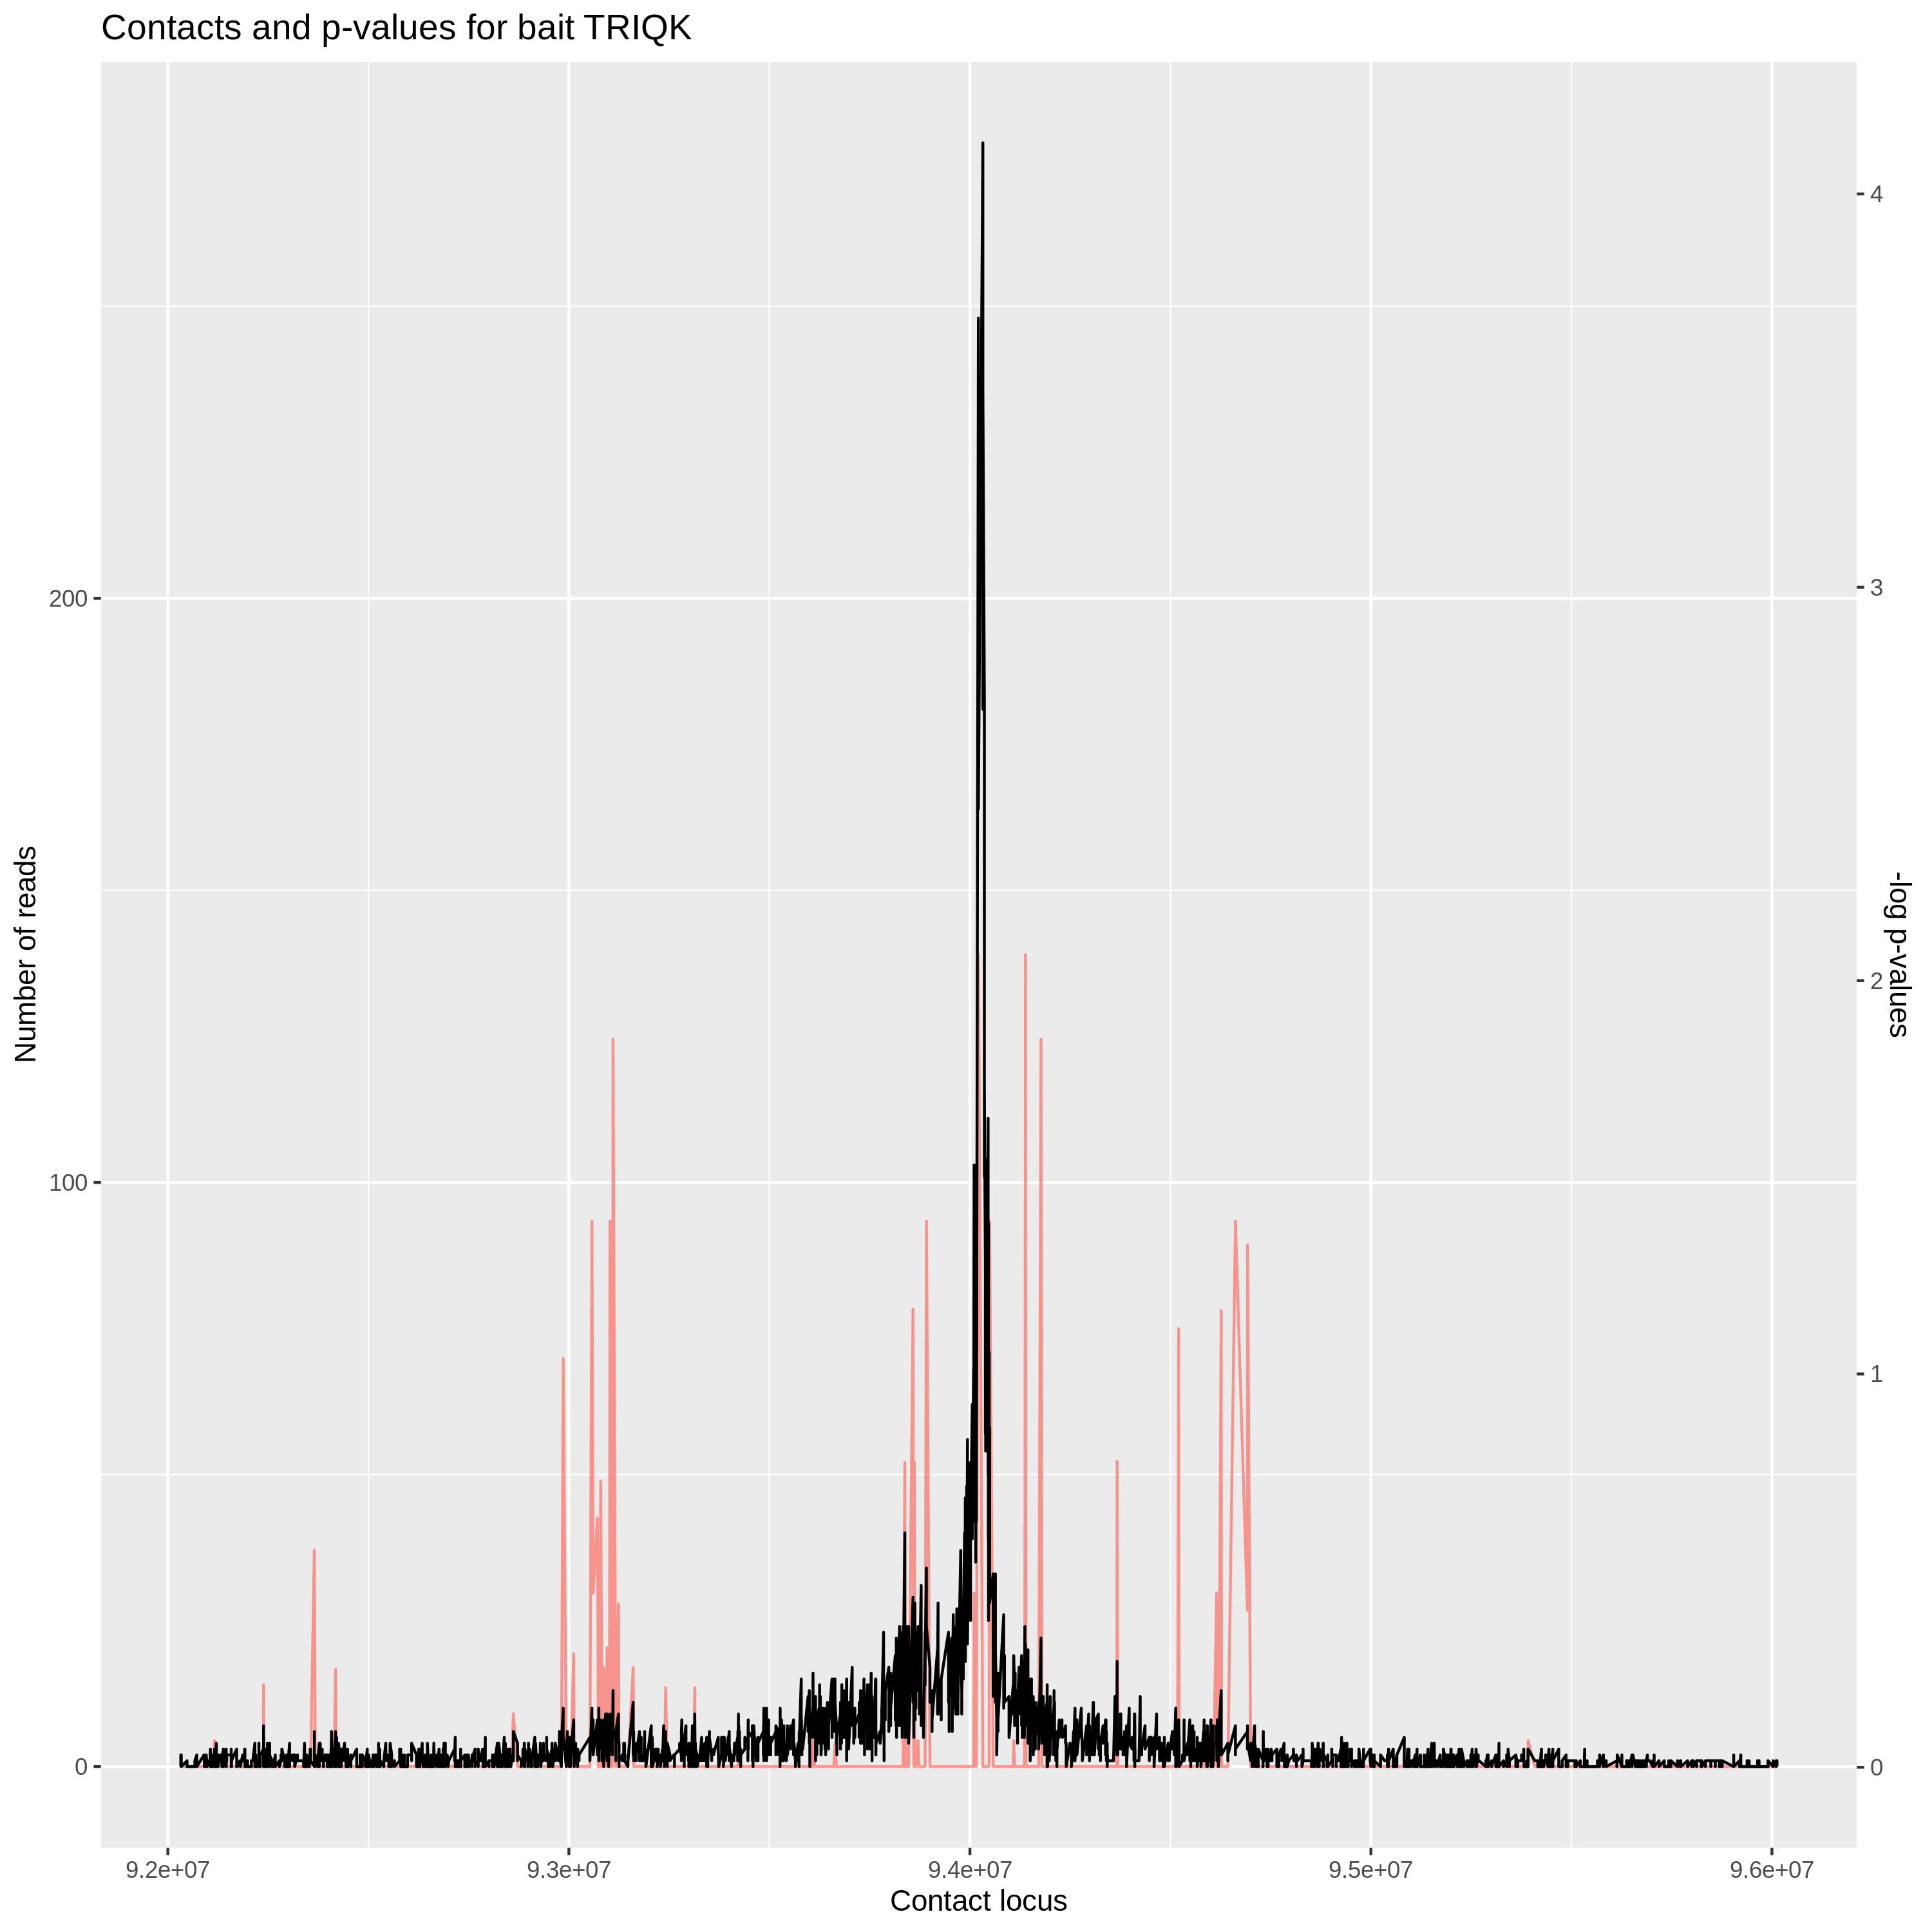 Contacts and p-values for bait TRIQK
Number of reads
200
100
0
4
3
2
1
0
-log p-values
9.2e+07
9.3e+07
9.4e+07
9.5e+07
9.6e+07
Contact locus